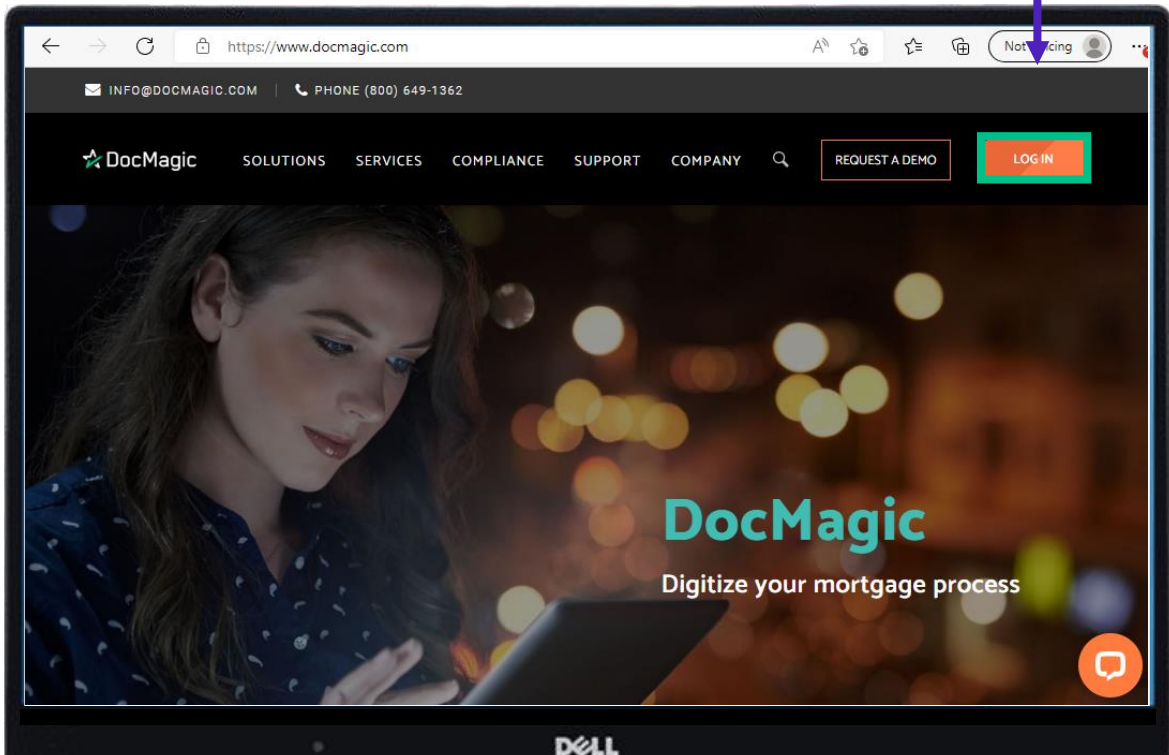 https://www.docmagic.com
INFO@DOCMAGIC.COM | PHONE (800) 649-1362
DocMagic SOLUTIONS SERVICES COMPLIANCE SUPPORT COMPANY REQUEST A DEMO LOG IN
DocMagic
Digitize your mortgage process
DELL